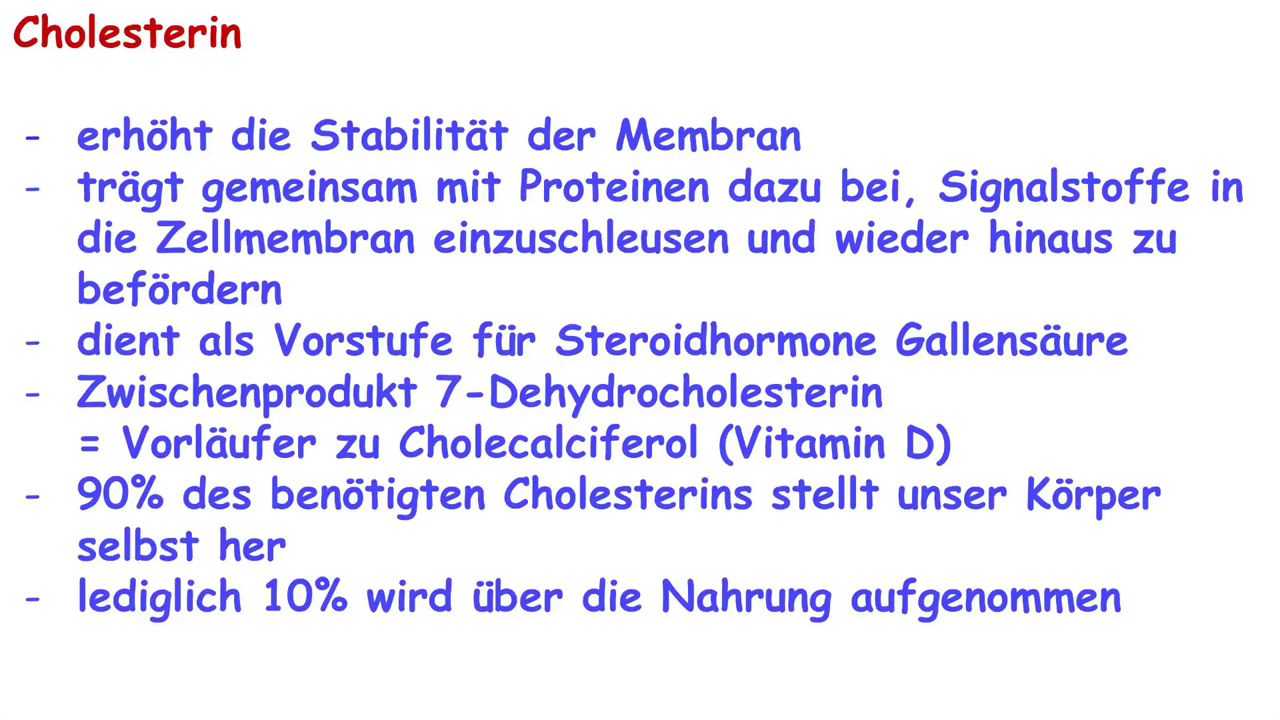 Cholesterin
- erhöht die Stabilität der Membran
- trägt gemeinsam mit Proteinen dazu bei, Signalstoffe in
die Zellmembran einzuschleusen und wieder hinaus zu
befördern
- dient als Vorstufe für Steroidhormone Gallensäure
- Zwischenprodukt 7-Dehydrocholesterin
= Vorläufer zu Cholecalciferol (Vitamin D)
- 90% des benötigten Cholesterins stellt unser Körper
selbst her
- lediglich 10% wird über die Nahrung aufgenommen